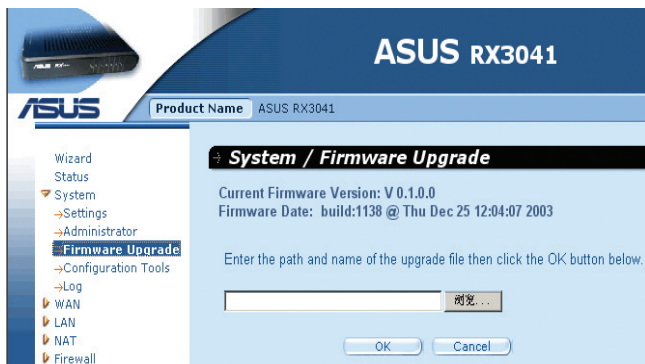 ASUS RX3041
ASUS
Product Name ASUS RX3041
Wizard
Status
System
→Settings
→Administrator
→Firmware Upgrade
→Configuration Tools
→Log
WAN
LAN
NAT
Firewall
System / Firmware Upgrade
Current Firmware Version: V 0.1.0.0
Firmware Date: build:1138 @ Thu Dec 25 12:04:07 2003
Enter the path and name of the upgrade file then click the OK button below.
浏览...
OK
Cancel